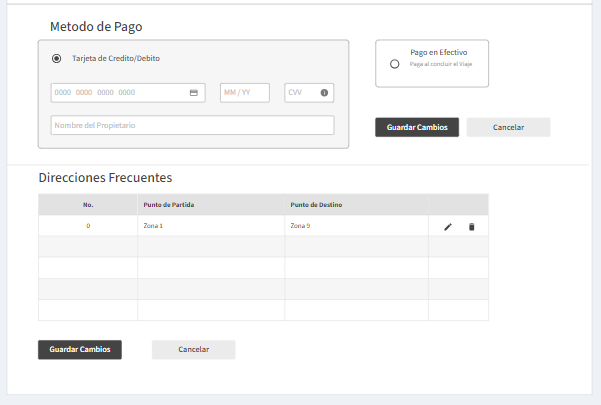 Metodo de Pago
Tarjeta de Credito/Debito
0000 0000 0000 0000 MM / YY CVV
Nombre del Propietario
Pago en Efectivo
Paga al concluir el Viaje
Guardar Cambios Cancelar
Direcciones Frecuentes
No. Punto de Partida Punto de Destino
0 Zona 1 Zona 9
Guardar Cambios Cancelar